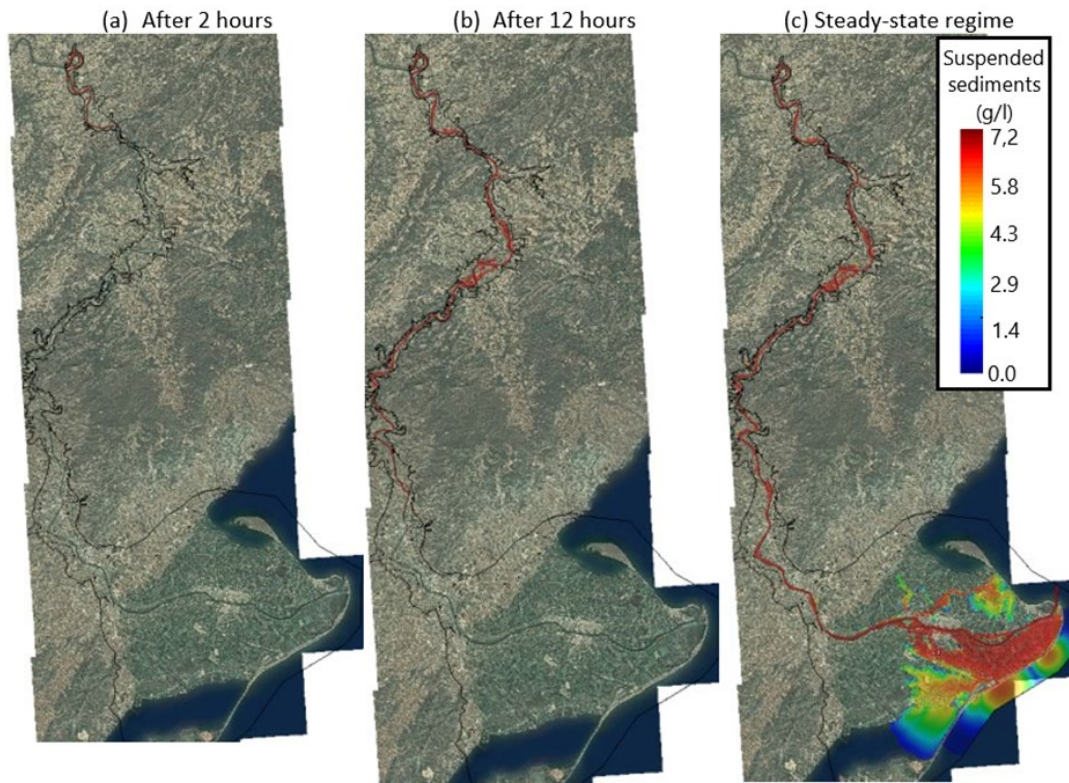 (a) After 2 hours
(b) After 12 hours
(c) Steady-state regime
Suspended
sediments
(g/l)
7.2
5.8
4.3
2.9
1.4
0.0